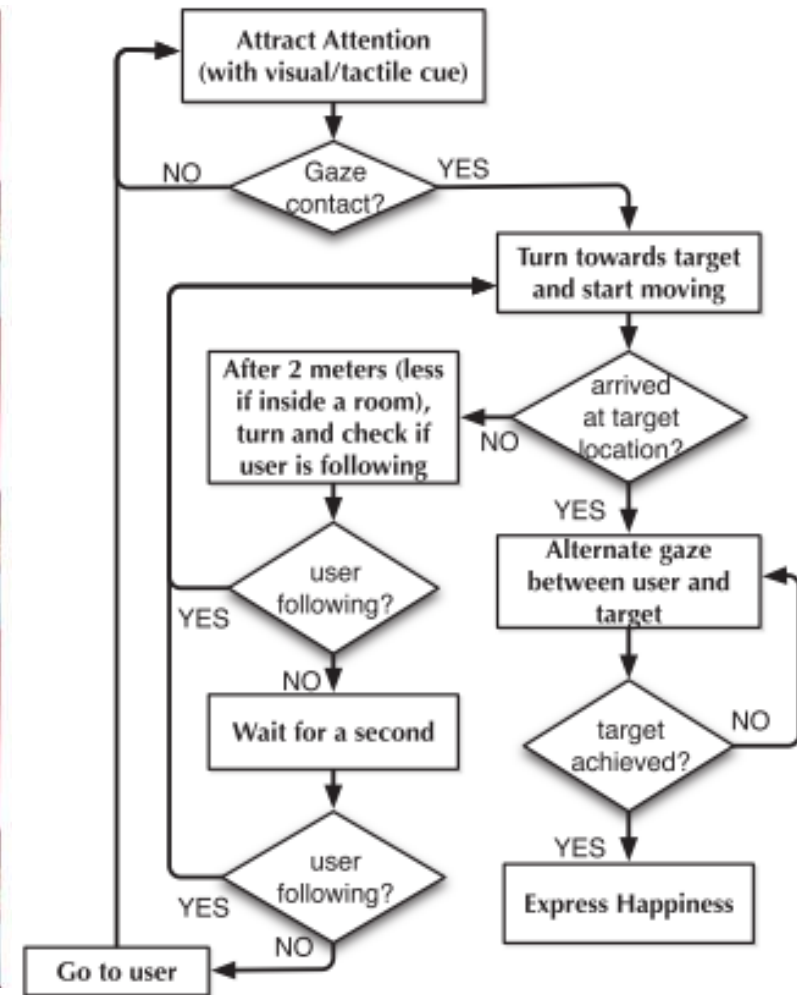 Attract Attention
(with visual/tactile cue)
NO
Gaze
contact?
YES
Turn towards target
and start moving
After 2 meters (less
if inside a room),
turn and check if
user is following
NO
arrived
at target
location?
YES
user
following?
YES
NO
Alternate gaze
between user and
target
Wait for a second
target
achieved?
NO
user
following?
YES
NO
YES
Express Happiness
Go to user